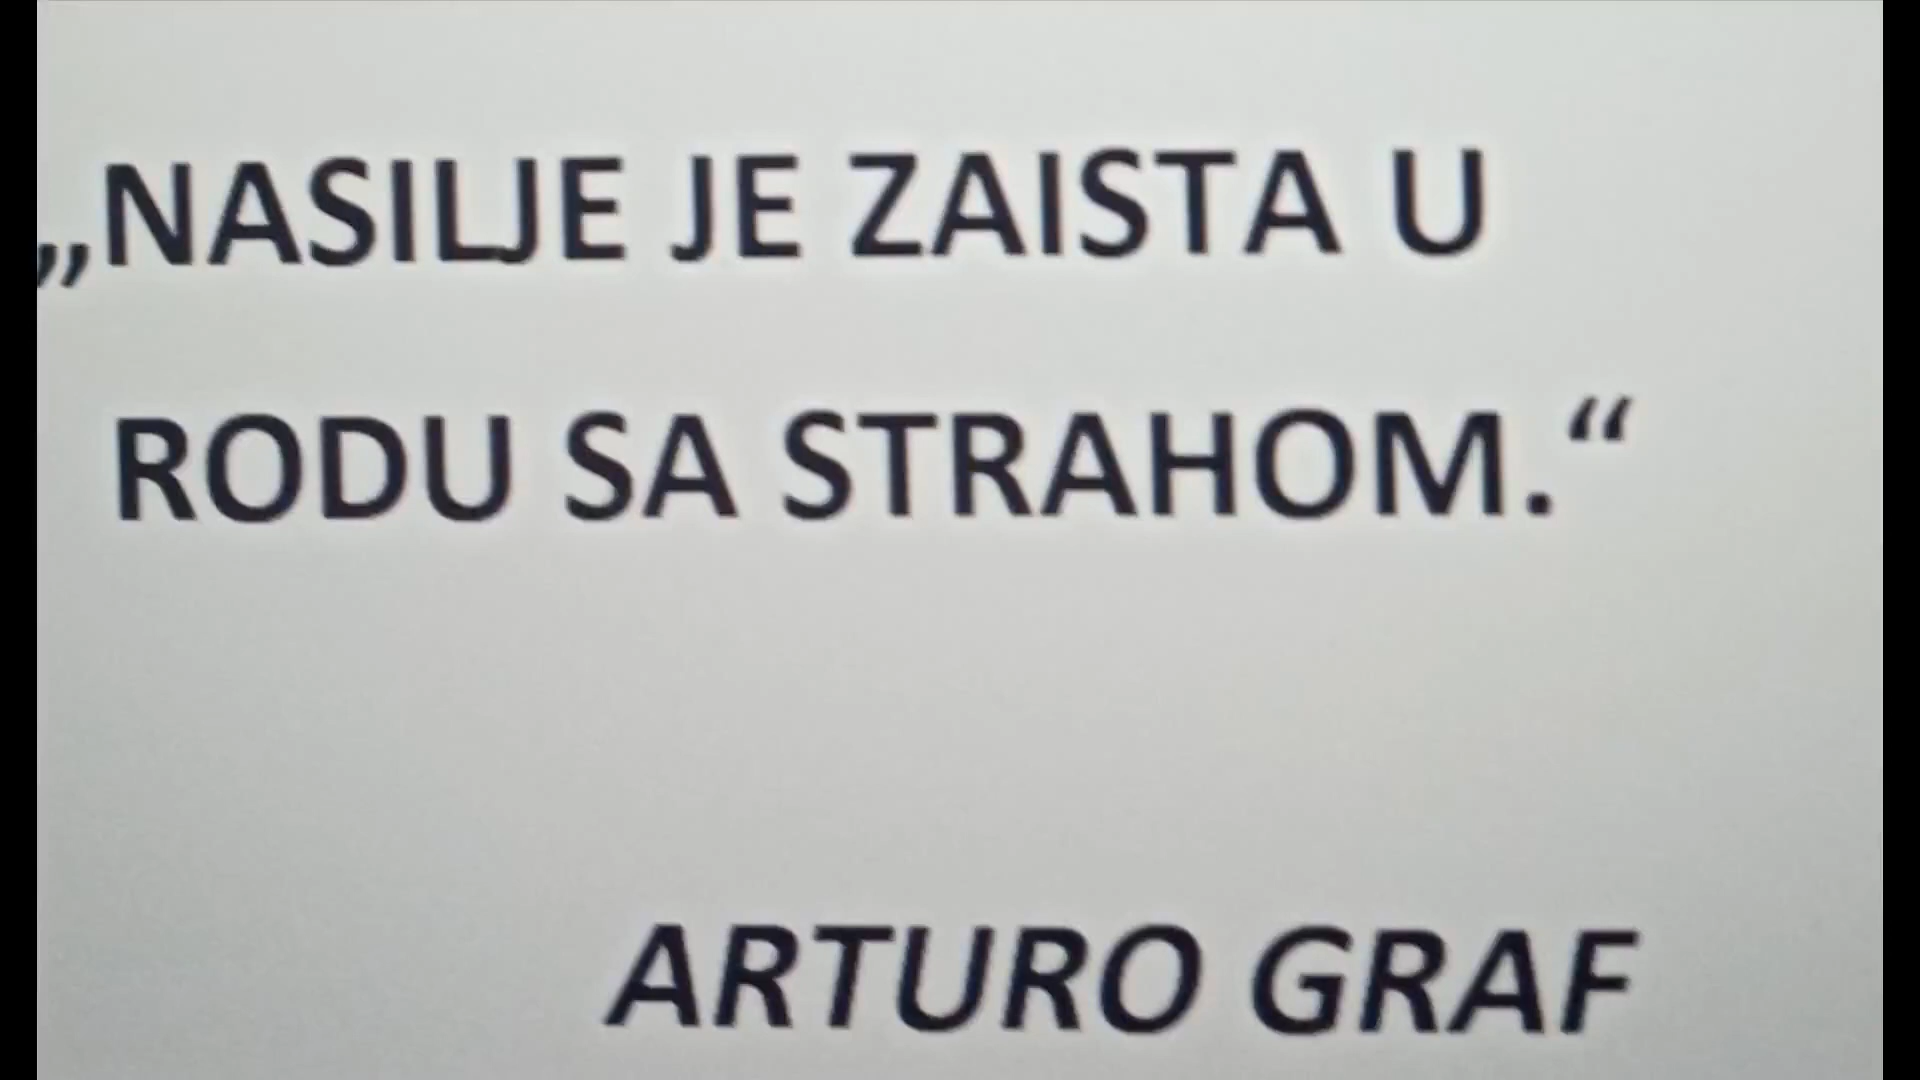 „NASILJE JE ZAISTA U
RODU SA STRAHOM.“
ARTURO GRAF